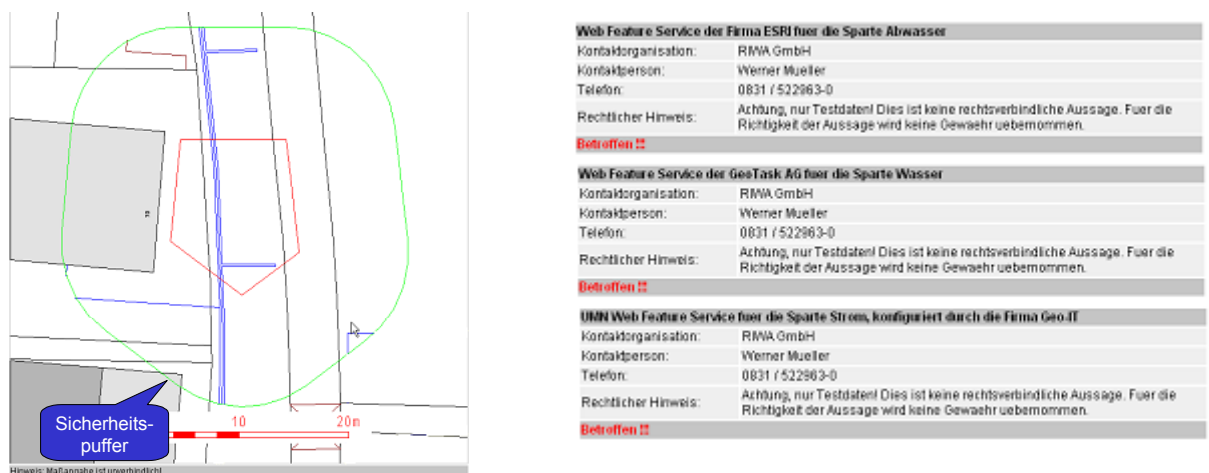 Sicherheits-
puffer
10
20m
Hinweis: Maßangabe ist unverbindlich!
Web Feature Service der Firma ESRI fuer die Sparte Abwasser
Kontaktorganisation: RIWA GmbH
Kontaktperson: Werner Mueller
Telefon: 0831 / 522963-0
Rechtlicher Hinweis: Achtung, nur Testdaten! Dies ist keine rechtsverbindliche Aussage. Fuer die
Richtigkeit der Aussage wird keine Gewaehr uebernommen.
Betroffen !!!
Web Feature Service der GeoTask AG fuer die Sparte Wasser
Kontaktorganisation: RIWA GmbH
Kontaktperson: Werner Mueller
Telefon: 0831 / 522963-0
Rechtlicher Hinweis: Achtung, nur Testdaten! Dies ist keine rechtsverbindliche Aussage. Fuer die
Richtigkeit der Aussage wird keine Gewaehr uebernommen.
Betroffen !!!
UMN Web Feature Service fuer die Sparte Strom, konfiguriert durch die Firma Geo-IT
Kontaktorganisation: RIWA GmbH
Kontaktperson: Werner Mueller
Telefon: 0831 / 522963-0
Rechtlicher Hinweis: Achtung, nur Testdaten! Dies ist keine rechtsverbindliche Aussage. Fuer die
Richtigkeit der Aussage wird keine Gewaehr uebernommen.
Betroffen !!!